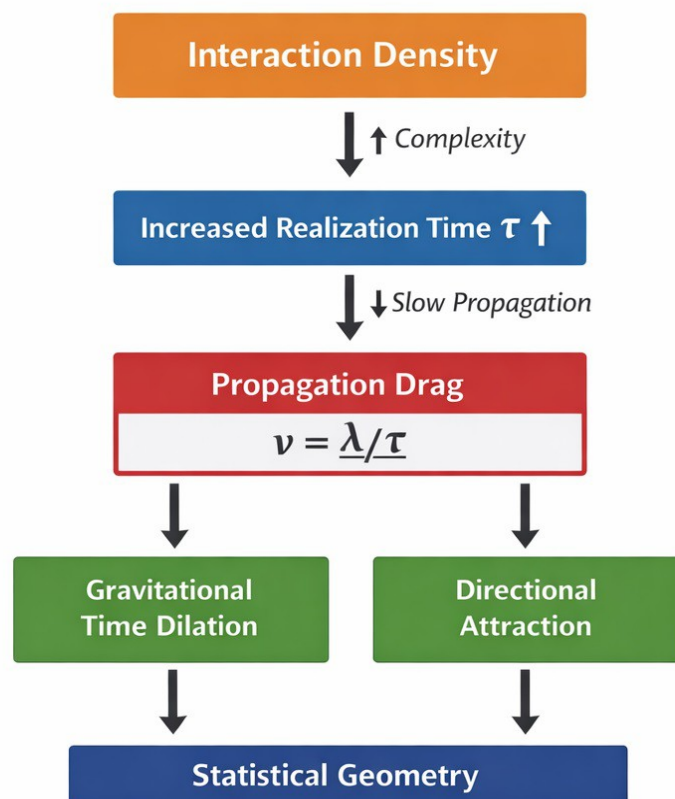 Interaction Density
↑ Complexity
Increased Realization Time τ ↑
↓ Slow Propagation
Propagation Drag
ν = λ/τ
Gravitational
Time Dilation
Directional
Attraction
Statistical Geometry